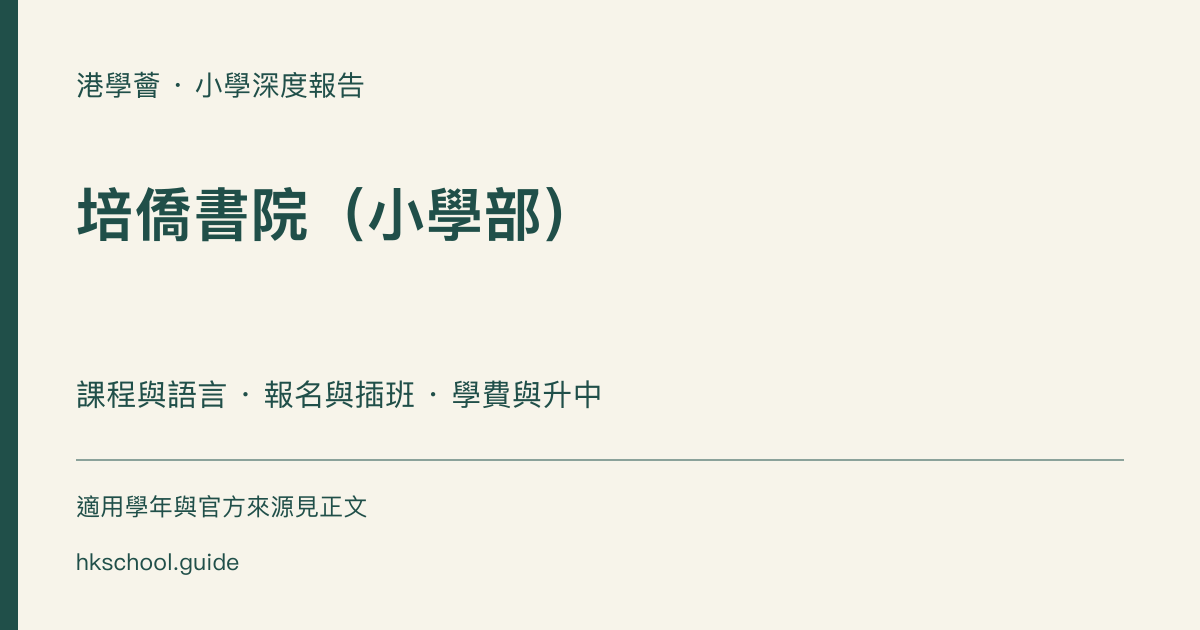 港學薈 · 小學深度報告
培僑書院（小學部）
課程與語言 · 報名與插班 · 學費與升中
適用學年與官方來源見正文
hkschool.guide